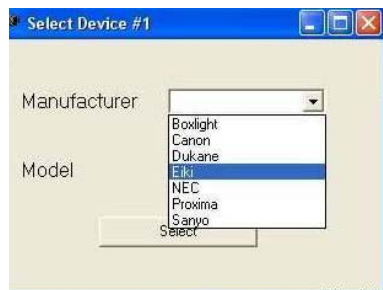 Select Device #1
Manufacturer
Boxlight
Canon
Dukane
Eiki
NEC
Proxima
Sanyo
Model
Select